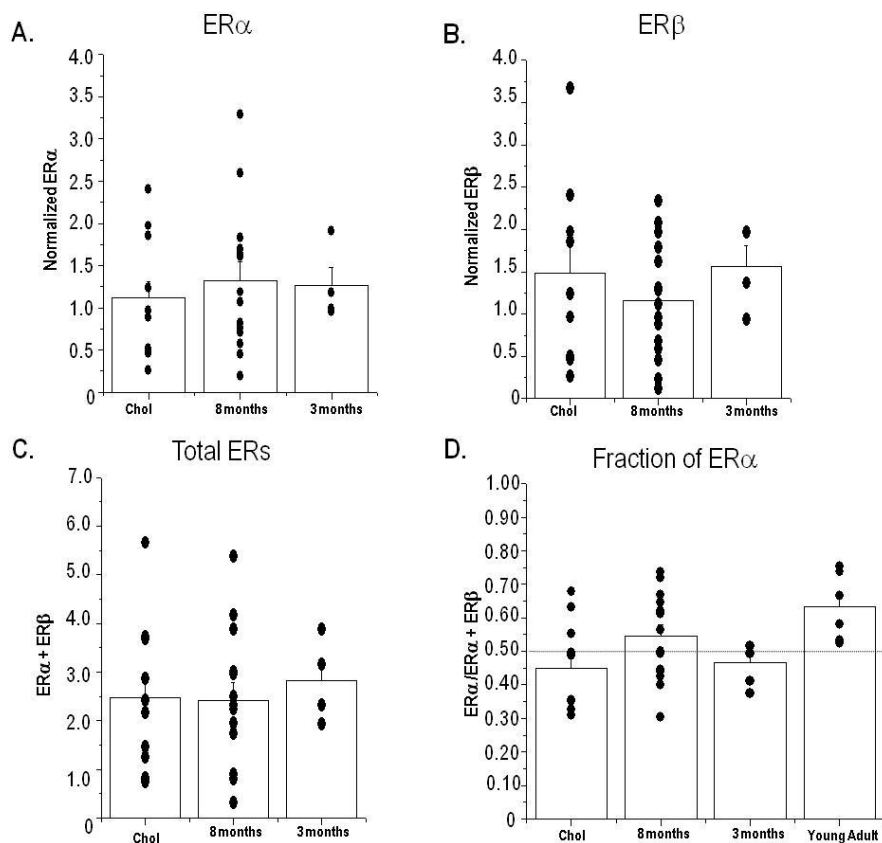 A.
ERα
4.0
3.5
3.0
2.5
2.0
1.5
1.0
0.5
0
Normalized ERα
Chol
8 months
3 months
B.
ERβ
4.0
3.5
3.0
2.5
2.0
1.5
1.0
0.5
0
Normalized ERβ
Chol
8 months
3 months
C.
Total ERs
7.0
6.0
5.0
4.0
3.0
2.0
1.0
0
ERα + ERβ
Chol
8 months
3 months
D.
Fraction of ERα
1.00
0.90
0.80
0.70
0.60
0.50
0.40
0.30
0.20
0.10
0
ERα/ERα + ERβ
Chol
8 months
3 months
Young Adult